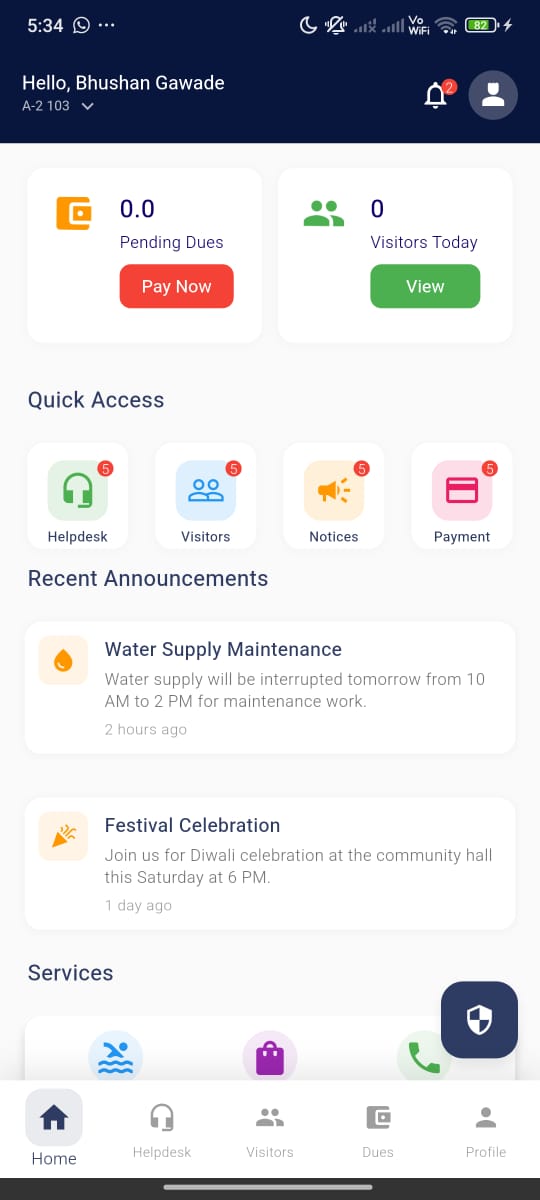 5:34
Vo
WiFi
82
Hello, Bhushan Gawade
A-2 103
2
0.0
Pending Dues
Pay Now
0
Visitors Today
View
Quick Access
5
5
5
5
Helpdesk
Visitors
Notices
Payment
Recent Announcements
Water Supply Maintenance
Water supply will be interrupted tomorrow from 10
AM to 2 PM for maintenance work.
2 hours ago
Festival Celebration
Join us for Diwali celebration at the community hall
this Saturday at 6 PM.
1 day ago
Services
Home
Helpdesk
Visitors
Dues
Profile